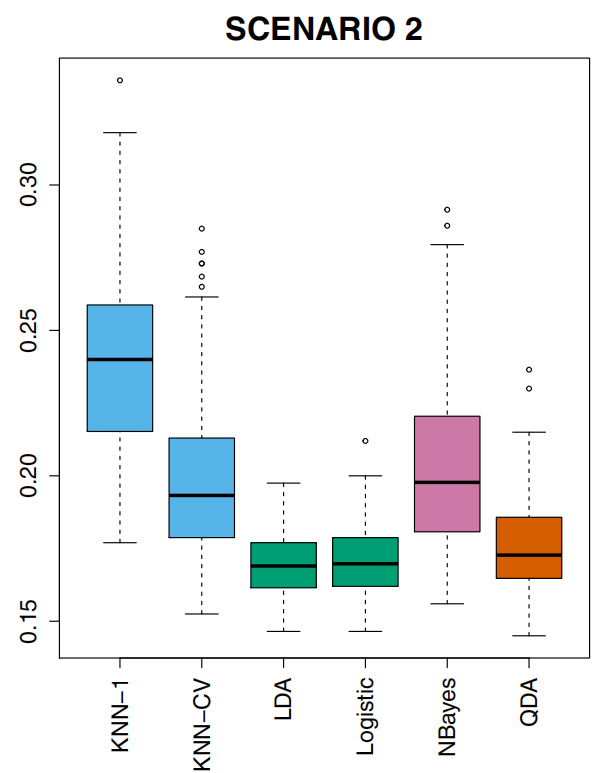 SCENARIO 2
0.30
0.25
0.20
0.15
KNN−1
KNN−CV
LDA
Logistic
NBayes
QDA